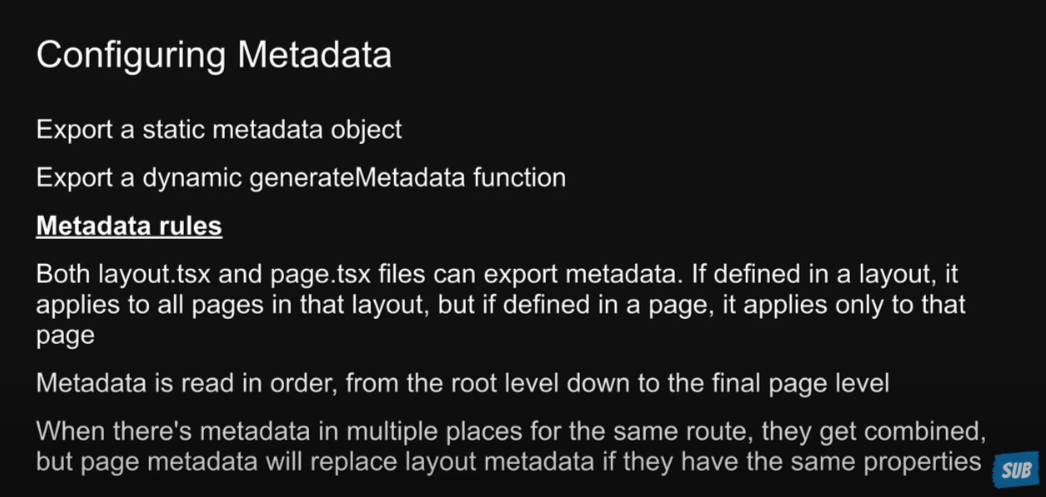 Configuring Metadata
Export a static metadata object
Export a dynamic generateMetadata function
Metadata rules
Both layout.tsx and page.tsx files can export metadata. If defined in a layout, it
applies to all pages in that layout, but if defined in a page, it applies only to that
page
Metadata is read in order, from the root level down to the final page level
When there's metadata in multiple places for the same route, they get combined,
but page metadata will replace layout metadata if they have the same properties
SUB